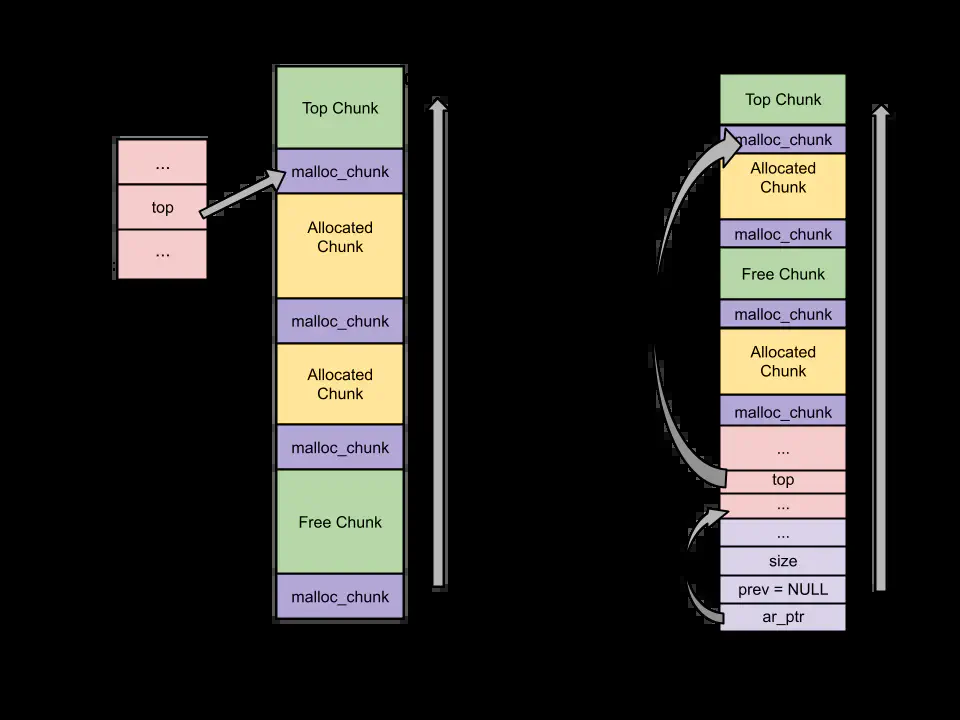 ...
top
...
Top Chunk
malloc_chunk
Allocated
Chunk
malloc_chunk
Allocated
Chunk
malloc_chunk
Free Chunk
malloc_chunk
Top Chunk
malloc_chunk
Allocated
Chunk
malloc_chunk
Free Chunk
malloc_chunk
Allocated
Chunk
malloc_chunk
...
top
...
...
size
prev = NULL
ar_ptr